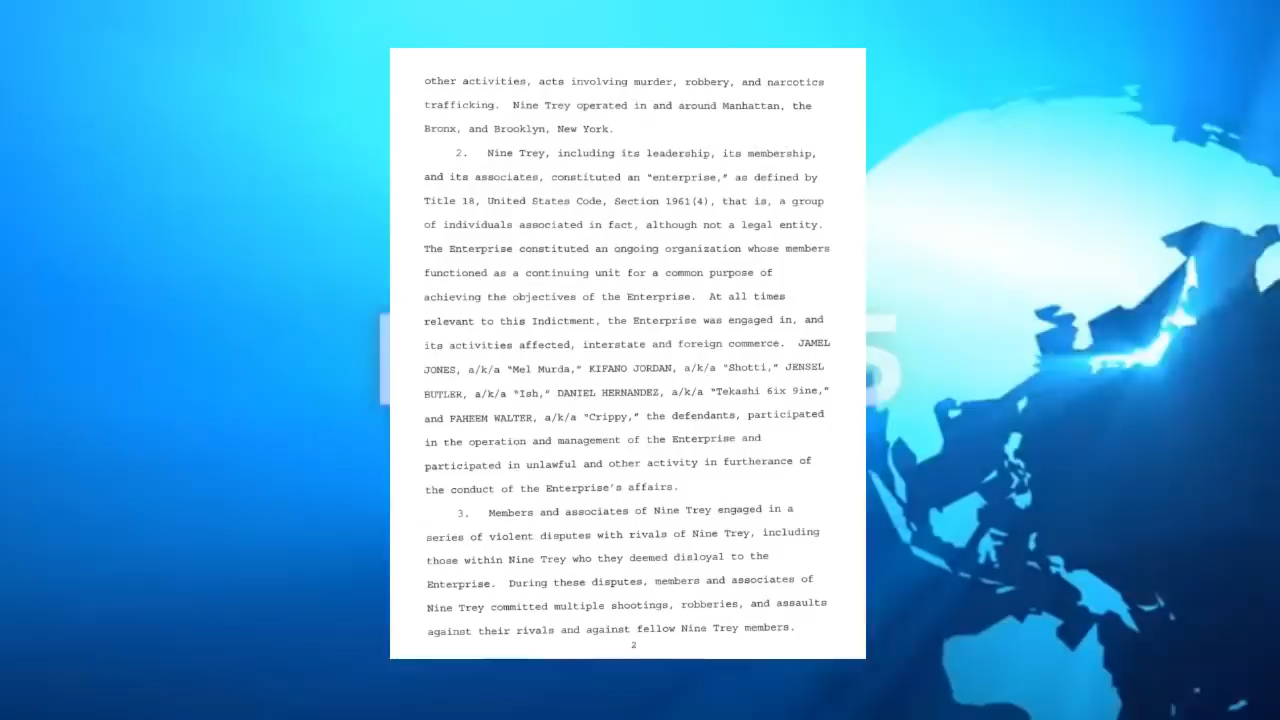 other activities, acts involving murder, robbery, and narcotics
trafficking. Nine Trey operated in and around Manhattan, the
Bronx, and Brooklyn, New York.
2. Nine Trey, including its leadership, its membership,
and its associates, constituted an “enterprise,” as defined by
Title 18, United States Code, Section 1961(4), that is, a group
of individuals associated in fact, although not a legal entity.
The Enterprise constituted an ongoing organization whose members
functioned as a continuing unit for a common purpose of
achieving the objectives of the Enterprise. At all times
relevant to this Indictment, the Enterprise was engaged in, and
its activities affected, interstate and foreign commerce. JAMEL
JONES, a/k/a “Mel Murda,” KIFANO JORDAN, a/k/a “Shotti,” JENSEL
BUTLER, a/k/a “Ish,” DANIEL HERNANDEZ, a/k/a “Tekashi 6ix 9ine,”
and FAHEEM WALTER, a/k/a “Crippy,” the defendants, participated
in the operation and management of the Enterprise and
participated in unlawful and other activity in furtherance of
the conduct of the Enterprise’s affairs.
3. Members and associates of Nine Trey engaged in a
series of violent disputes with rivals of Nine Trey, including
those within Nine Trey who they deemed disloyal to the
Enterprise. During these disputes, members and associates of
Nine Trey committed multiple shootings, robberies, and assaults
against their rivals and against fellow Nine Trey members.
2